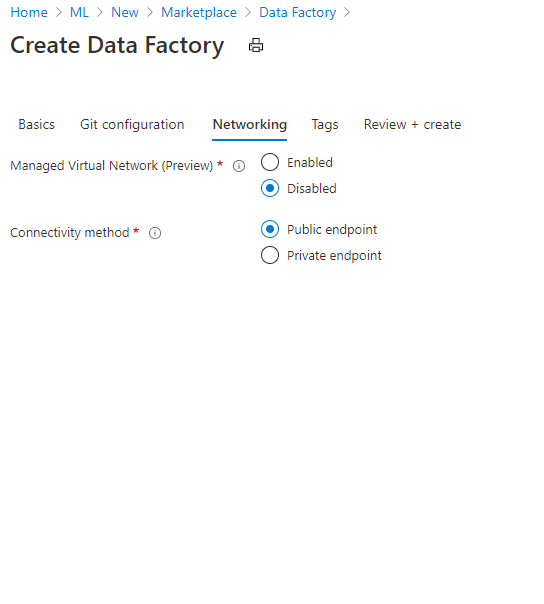 Home > ML > New > Marketplace > Data Factory >
Create Data Factory
Basics Git configuration Networking Tags Review + create
Managed Virtual Network (Preview) * Enabled
Disabled
Connectivity method * Public endpoint
Private endpoint